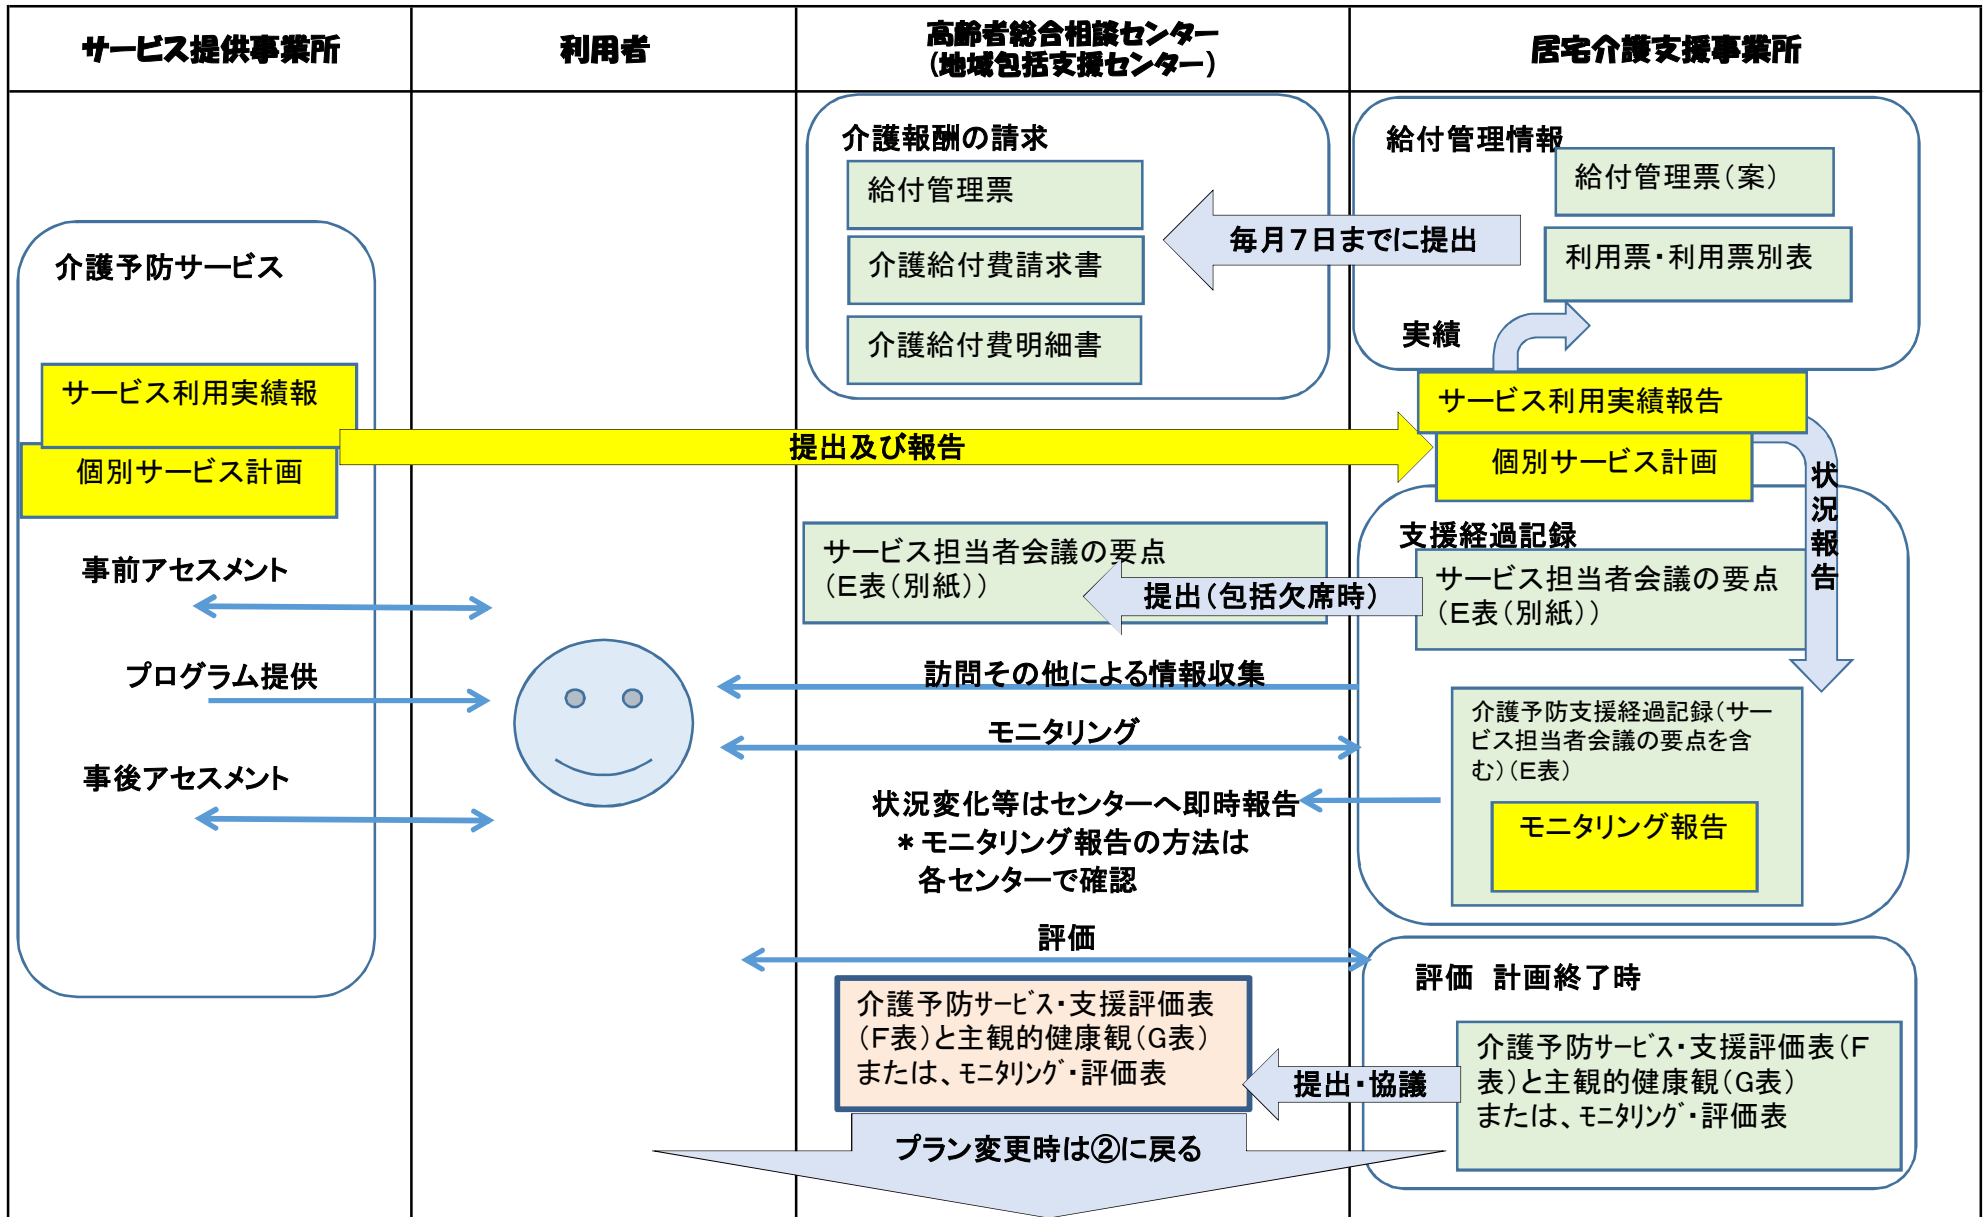 サービス提供事業所
利用者
高齢者総合相談センター
(地域包括支援センター)
居宅介護支援事業所
介護予防サービス
サービス利用実績報
個別サービス計画
事前アセスメント
プログラム提供
事後アセスメント
介護報酬の請求
給付管理票
介護給付費請求書
介護給付費明細書
毎月7日までに提出
給付管理情報
給付管理票(案)
利用票・利用票別表
実績
サービス利用実績報告
個別サービス計画
提出及び報告
状況報告
サービス担当者会議の要点
(E表(別紙))
提出(包括欠席時)
支援経過記録
サービス担当者会議の要点
(E表(別紙))
訪問その他による情報収集
モニタリング
状況変化等はセンターへ即時報告
*モニタリング報告の方法は
各センターで確認
介護予防支援経過記録(サー
ビス担当者会議の要点を含
む)(E表)
モニタリング報告
評価
介護予防ｻｰﾋﾞｽ・支援評価表
(F表)と主観的健康観(G表)
または、ﾓﾆﾀﾘﾝｸﾞ・評価表
提出・協議
評価 計画終了時
介護予防ｻｰﾋﾞｽ・支援評価表(F
表)と主観的健康観(G表)
または、ﾓﾆﾀﾘﾝｸﾞ・評価表
プラン変更時は②に戻る